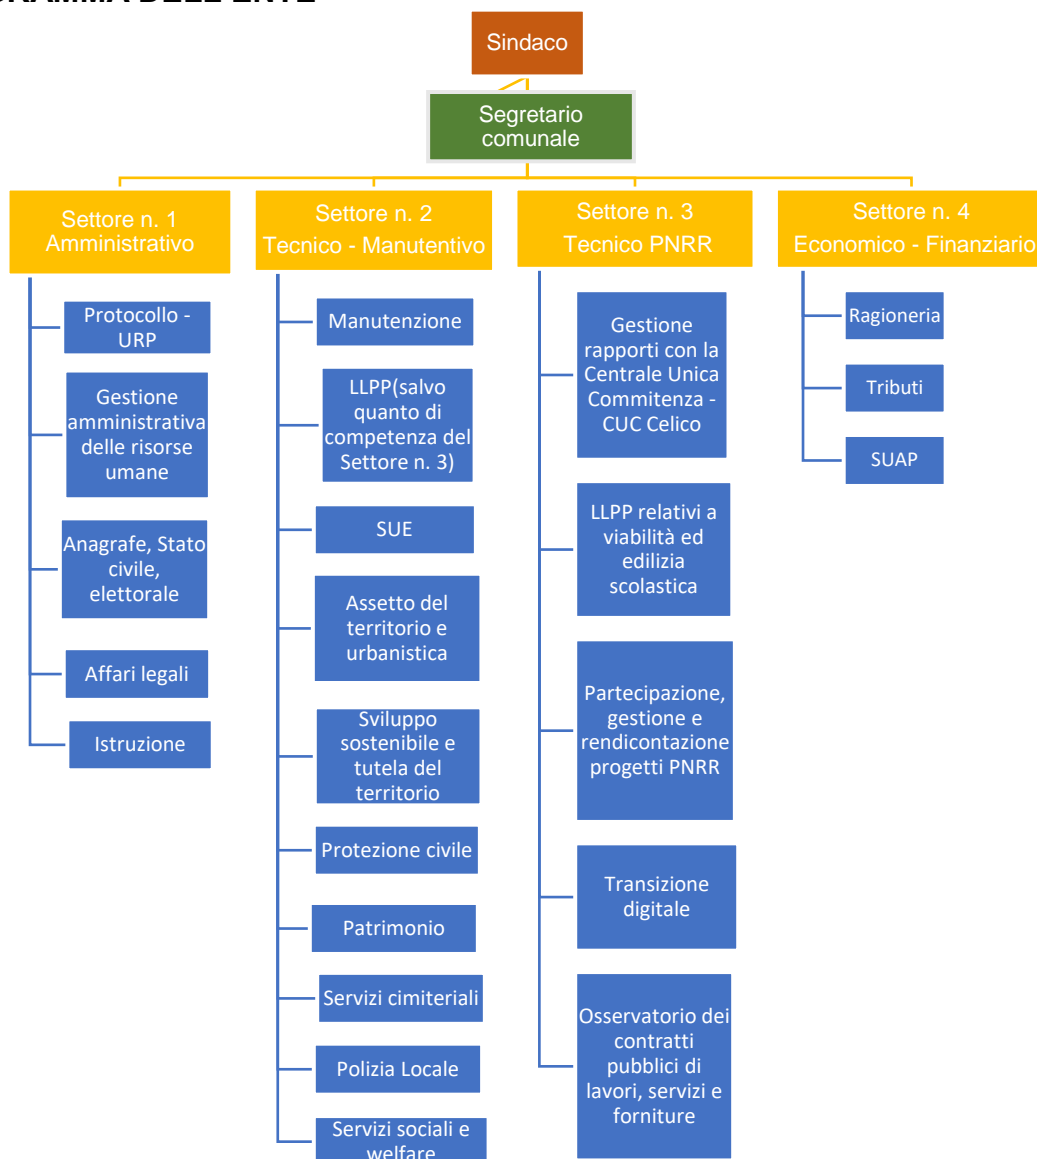 Sindaco
Segretario
comunale
Settore n. 1
Amministrativo
Protocollo -
URP
Gestione
amministrativa
delle risorse
umane
Anagrafe, Stato
civile,
elettorale
Affari legali
Istruzione
Settore n. 2
Tecnico - Manutentivo
Manutenzione
LLPP(salvo
quanto di
competenza del
Settore n. 3)
SUE
Assetto del
territorio e
urbanistica
Sviluppo
sostenibile e
tutela del
territorio
Protezione civile
Patrimonio
Servizi cimiteriali
Polizia Locale
Servizi sociali e
welfare
Settore n. 3
Tecnico PNRR
Gestione
rapporti con la
Centrale Unica
Commitenza -
CUC Celico
LLPP relativi a
viabilità ed
edilizia
scolastica
Partecipazione,
gestione e
rendicontazione
progetti PNRR
Transizione
digitale
Osservatorio dei
contratti
pubblici di
lavori, servizi e
forniture
Settore n. 4
Economico - Finanziario
Ragioneria
Tributi
SUAP